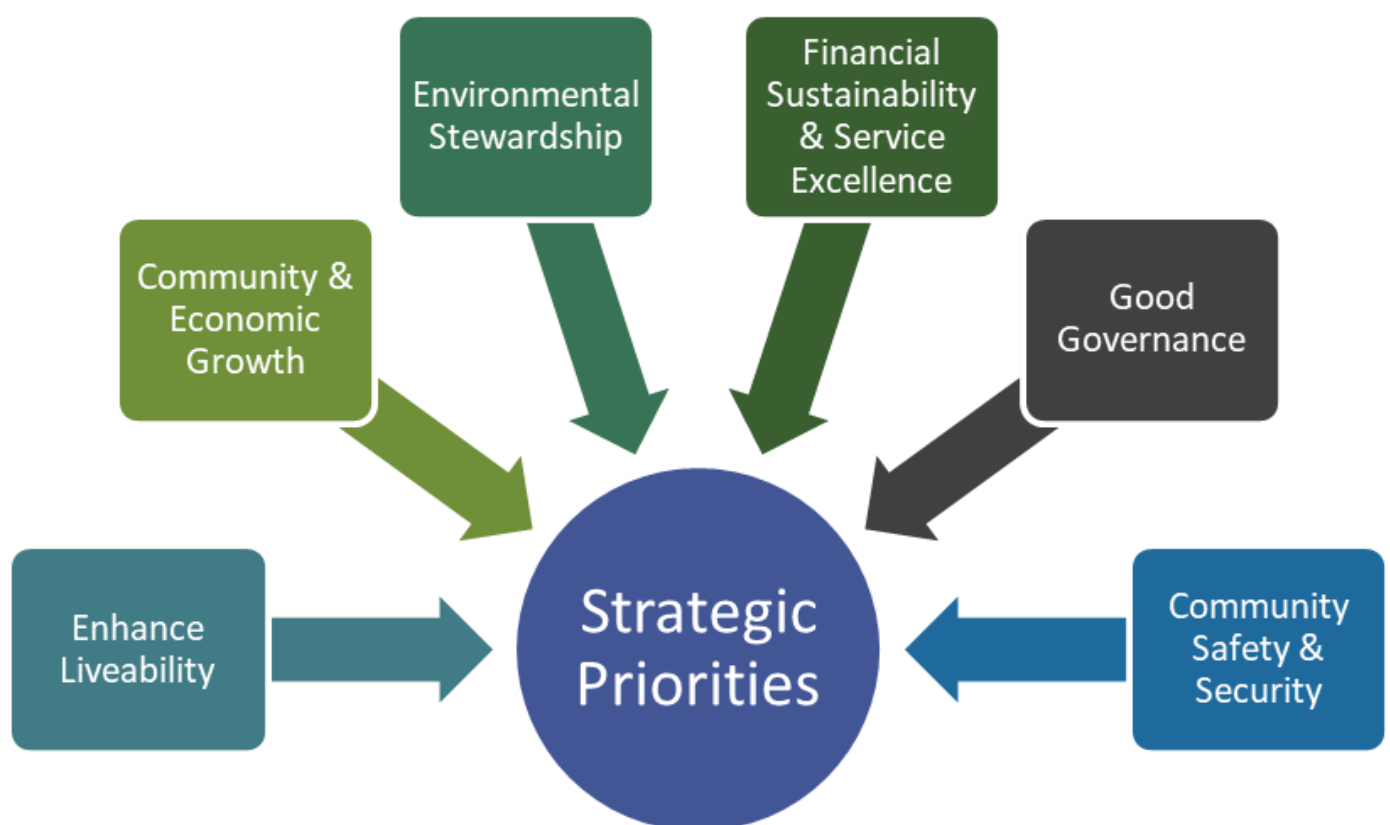 Environmental
Stewardship
Financial
Sustainability
& Service
Excellence
Community &
Economic
Growth
Good
Governance
Enhance
Liveability
Strategic
Priorities
Community
Safety &
Security